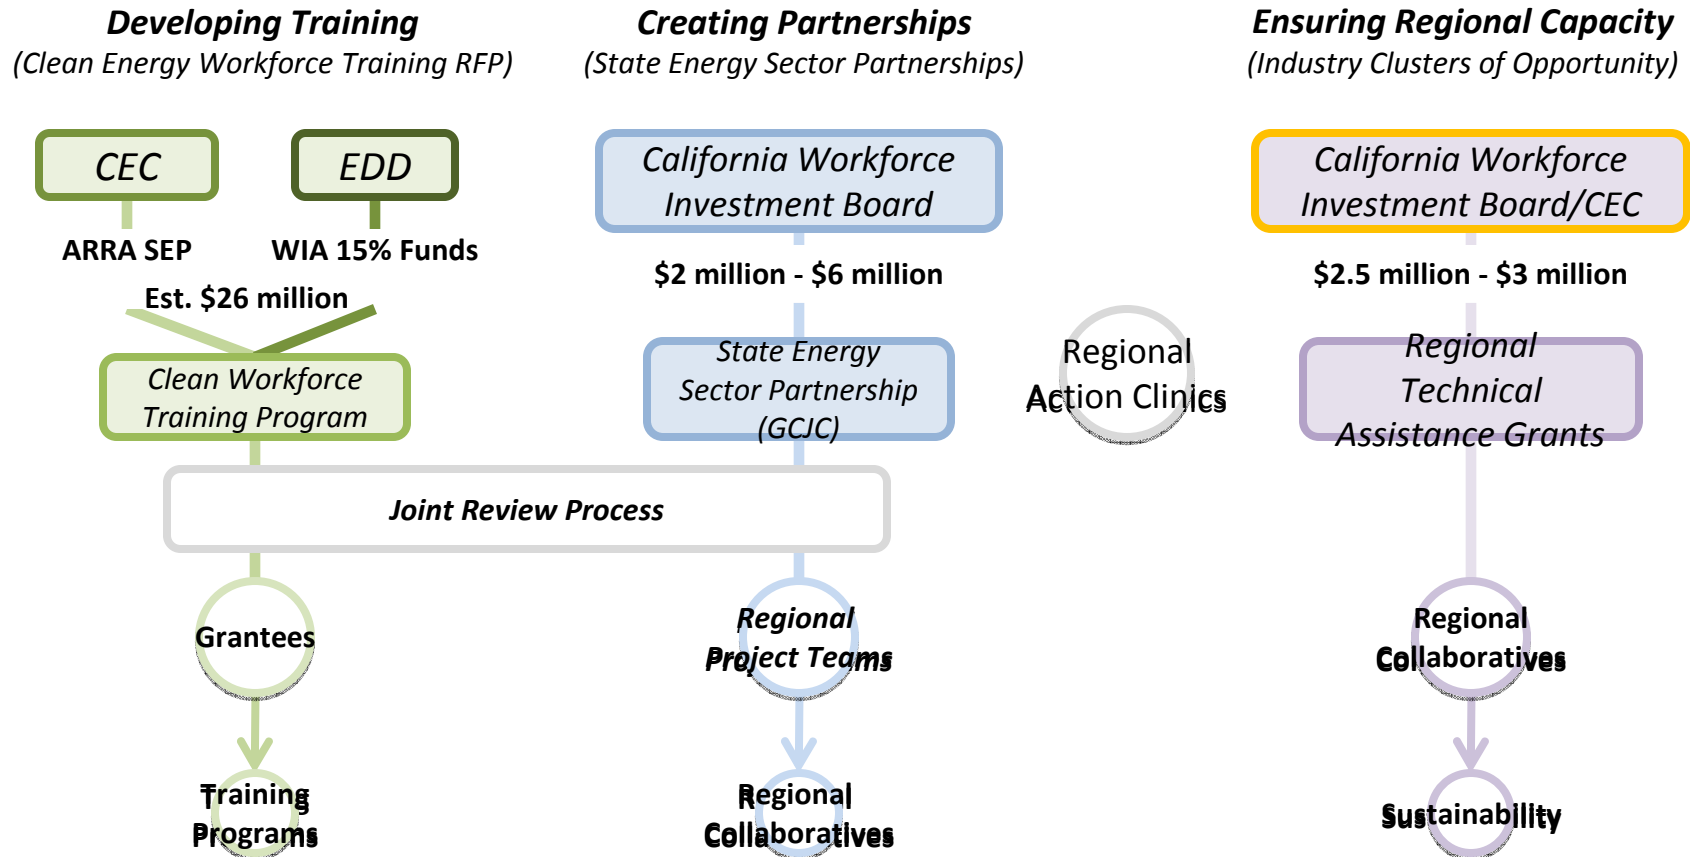 Developing Training
(Clean Energy Workforce Training RFP)
CEC
EDD
ARRA SEP
WIA 15% Funds
Est. $26 million
Clean Workforce
Training Program
Creating Partnerships
(State Energy Sector Partnerships)
California Workforce
Investment Board
$2 million - $6 million
State Energy
Sector Partnership
(GCJC)
Joint Review Process
Grantees
Training
Programs
Regional
Project Teams
Regional
Collaboratives
Regional
Action Clinics
Ensuring Regional Capacity
(Industry Clusters of Opportunity)
California Workforce
Investment Board/CEC
$2.5 million - $3 million
Regional
Technical
Assistance Grants
Regional
Collaboratives
Sustainability